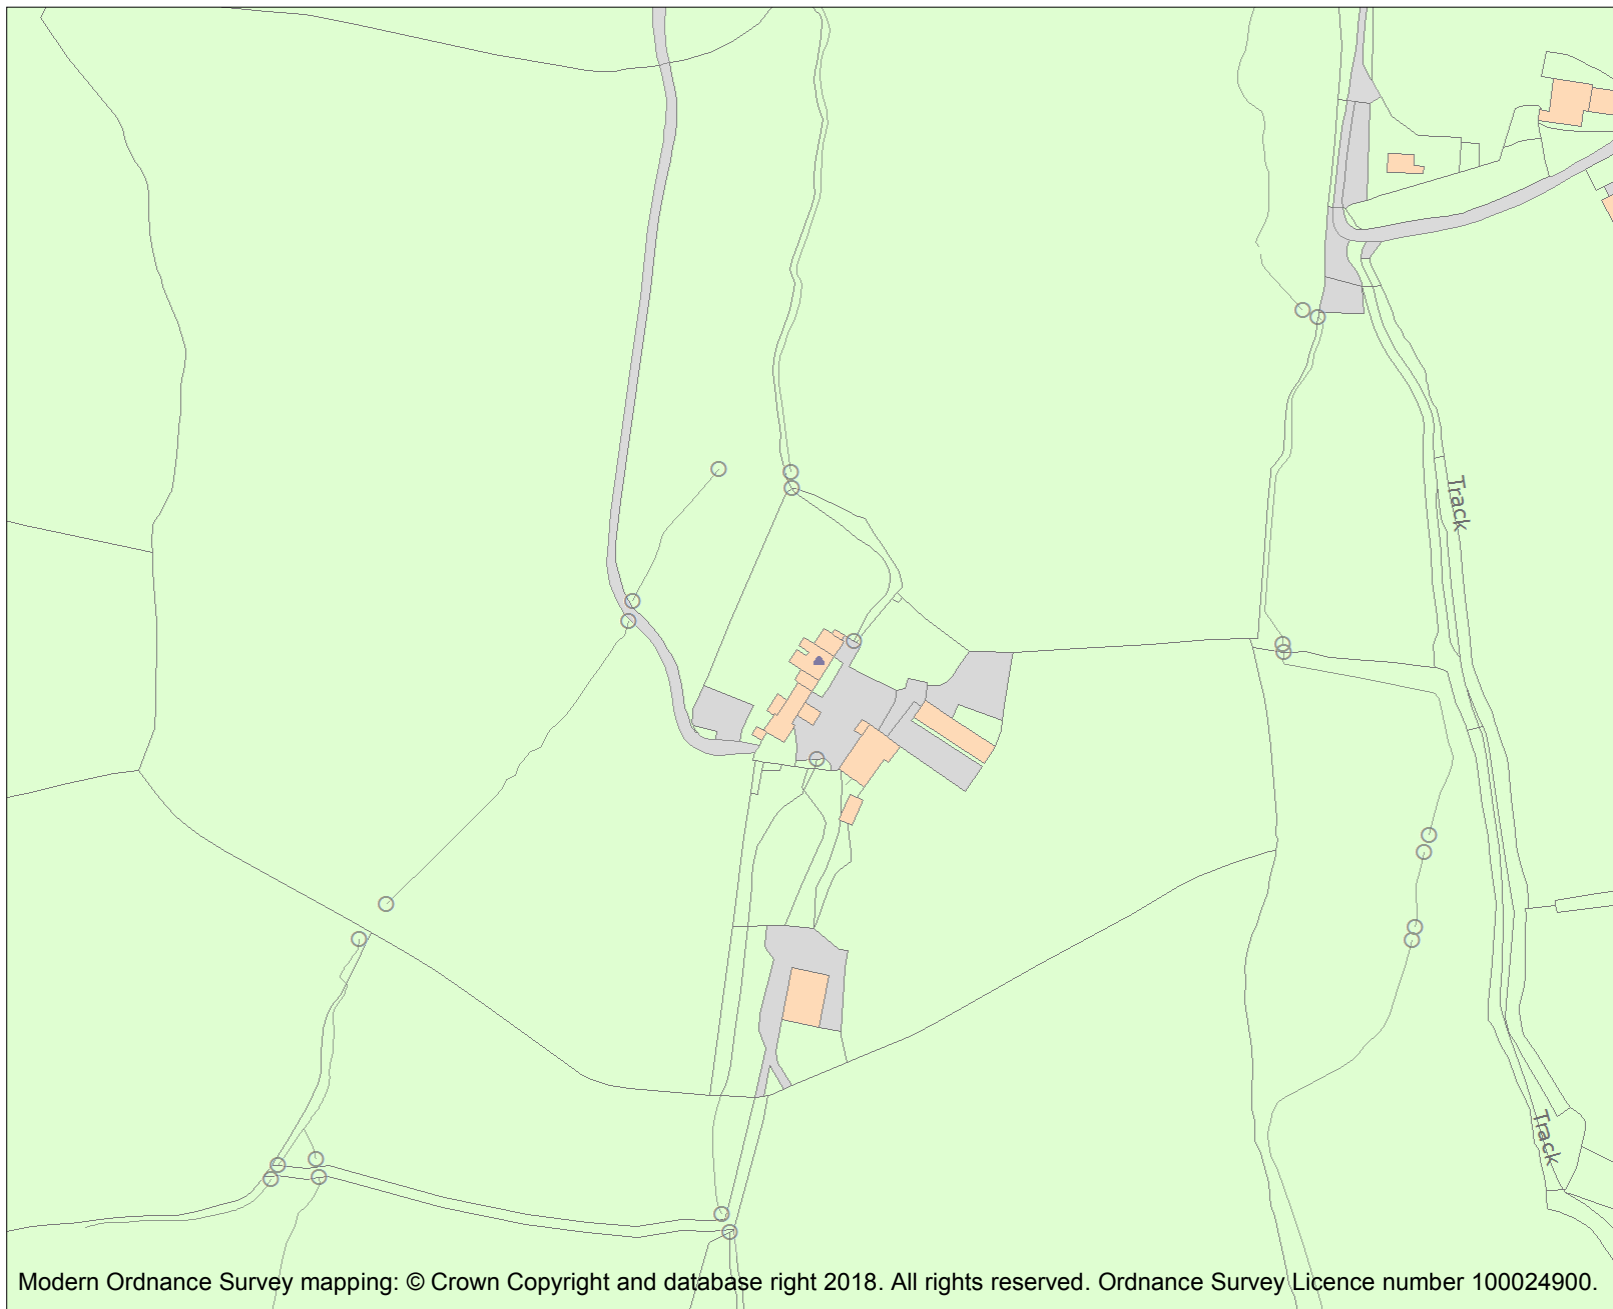 Track
Track
Modern Ordnance Survey mapping: © Crown Copyright and database right 2018. All rights reserved. Ordnance Survey Licence number 100024900.